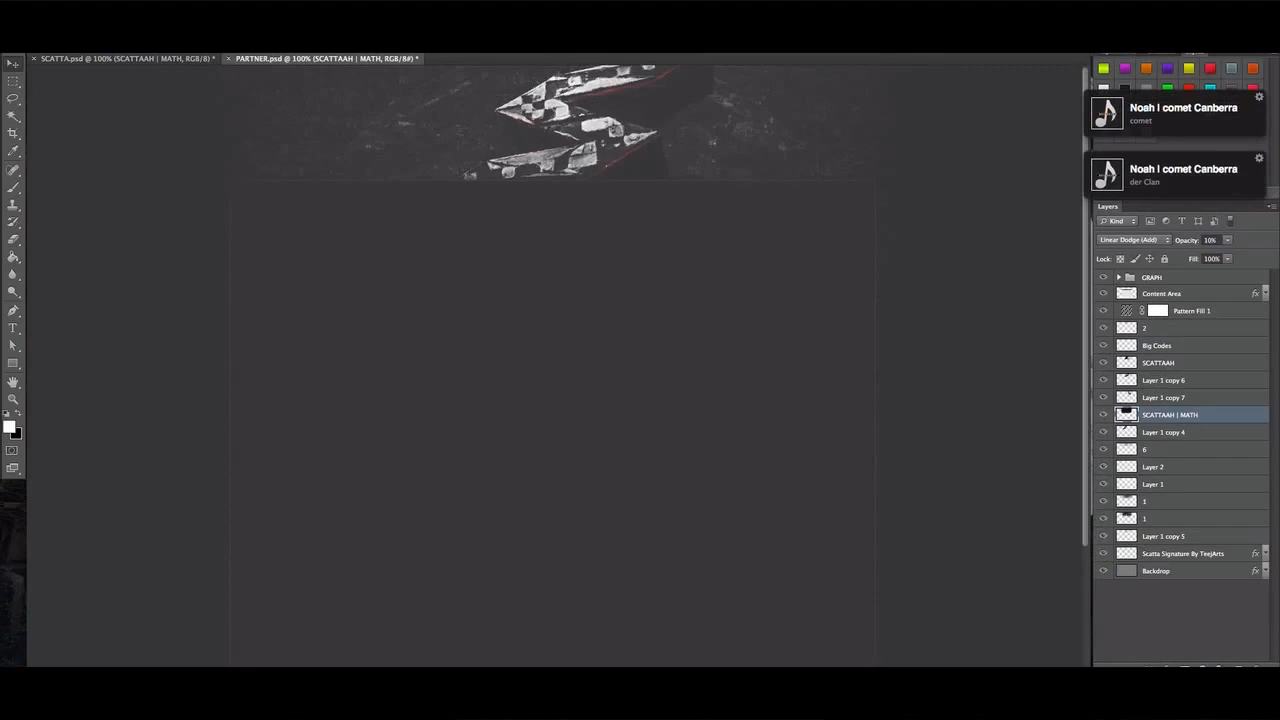 SCATTA.psd @ 100% (SCATTAAH | MATH, RGB/8) *
PARTNER.psd @ 100% (SCATTAAH | MATH, RGB/8#) *
Noah | comet Canberra
comet
Noah | comet Canberra
der Clan
Layers
Kind
Linear Dodge (Add)
Opacity: 10%
Lock:
Fill: 100%
GRAPH
Content Area
fx
Pattern Fill 1
2
Big Codes
SCATTAAH
Layer 1 copy 6
Layer 1 copy 7
SCATTAAH | MATH
Layer 1 copy 4
6
Layer 2
Layer 1
1
1
Layer 1 copy 5
Scatta Signature By TeejArts
fx
Backdrop
fx